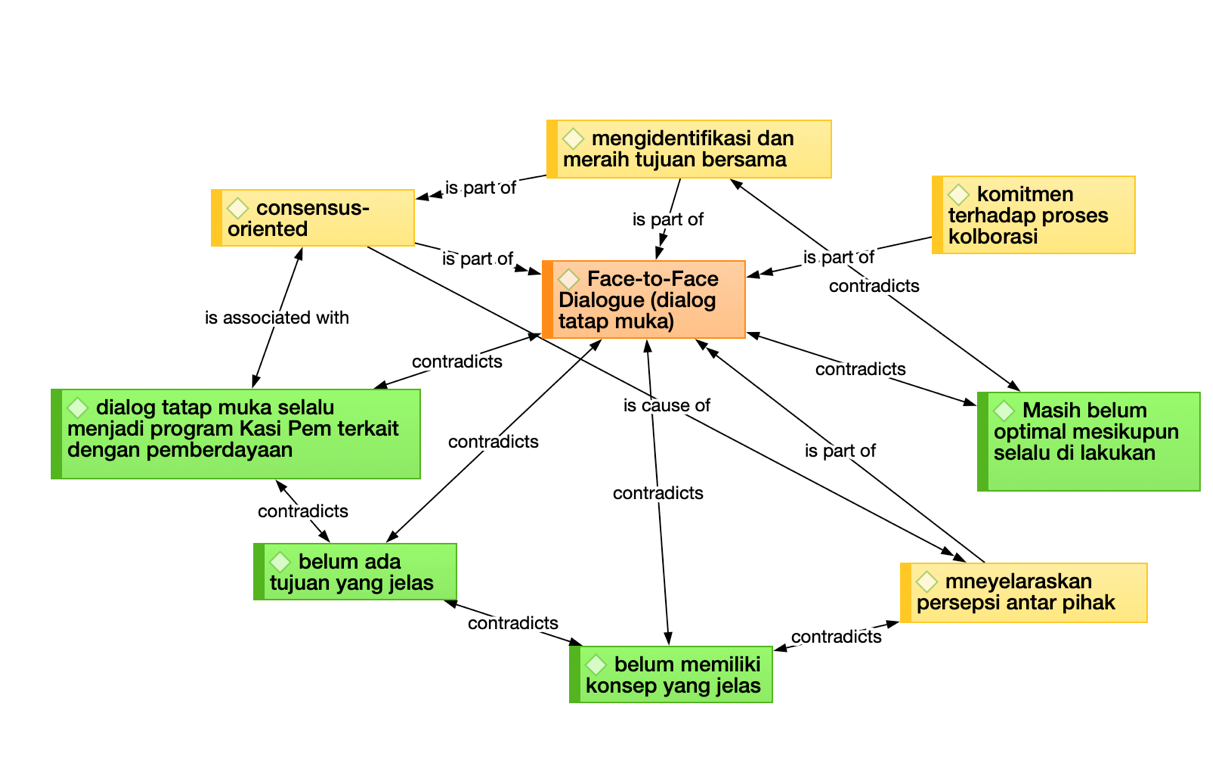 mengidentifikasi dan
meraih tujuan bersama
is part of
consensus-
oriented
is part of
komitmen
terhadap proses
kolborasi
is part of
is part of
contradicts
Face-to-Face
Dialogue (dialog
tatap muka)
is associated with
contradicts
contradicts
dialog tatap muka selalu
menjadi program Kasi Pem terkait
dengan pemberdayaan
is cause of
Masih belum
optimal mesikupun
selalu di lakukan
contradicts
is part of
contradicts
contradicts
belum ada
tujuan yang jelas
mneyelaraskan
persepsi antar pihak
contradicts
contradicts
belum memiliki
konsep yang jelas